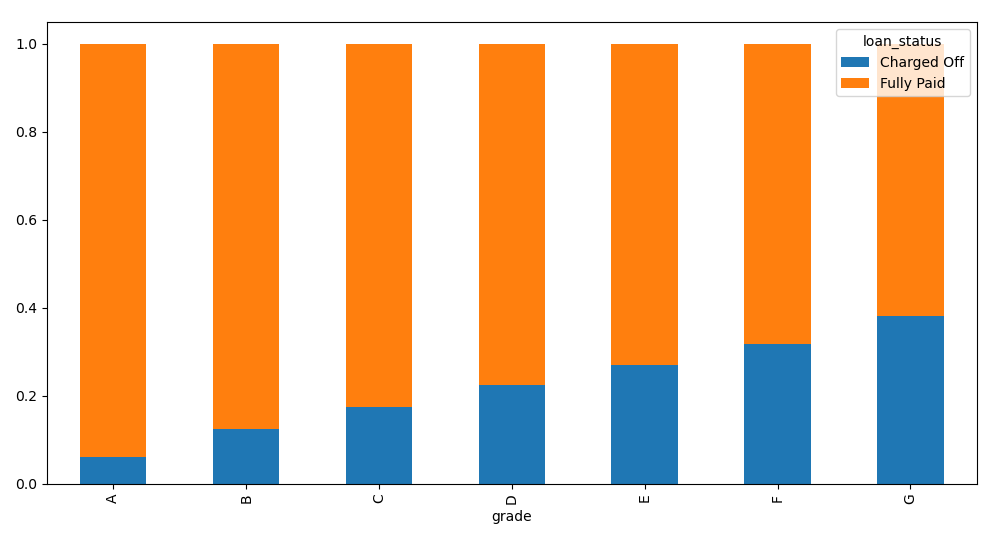 loan_status
Charged Off
Fully Paid
1.0
0.8
0.6
0.4
0.2
0.0
A B C D E F G
grade